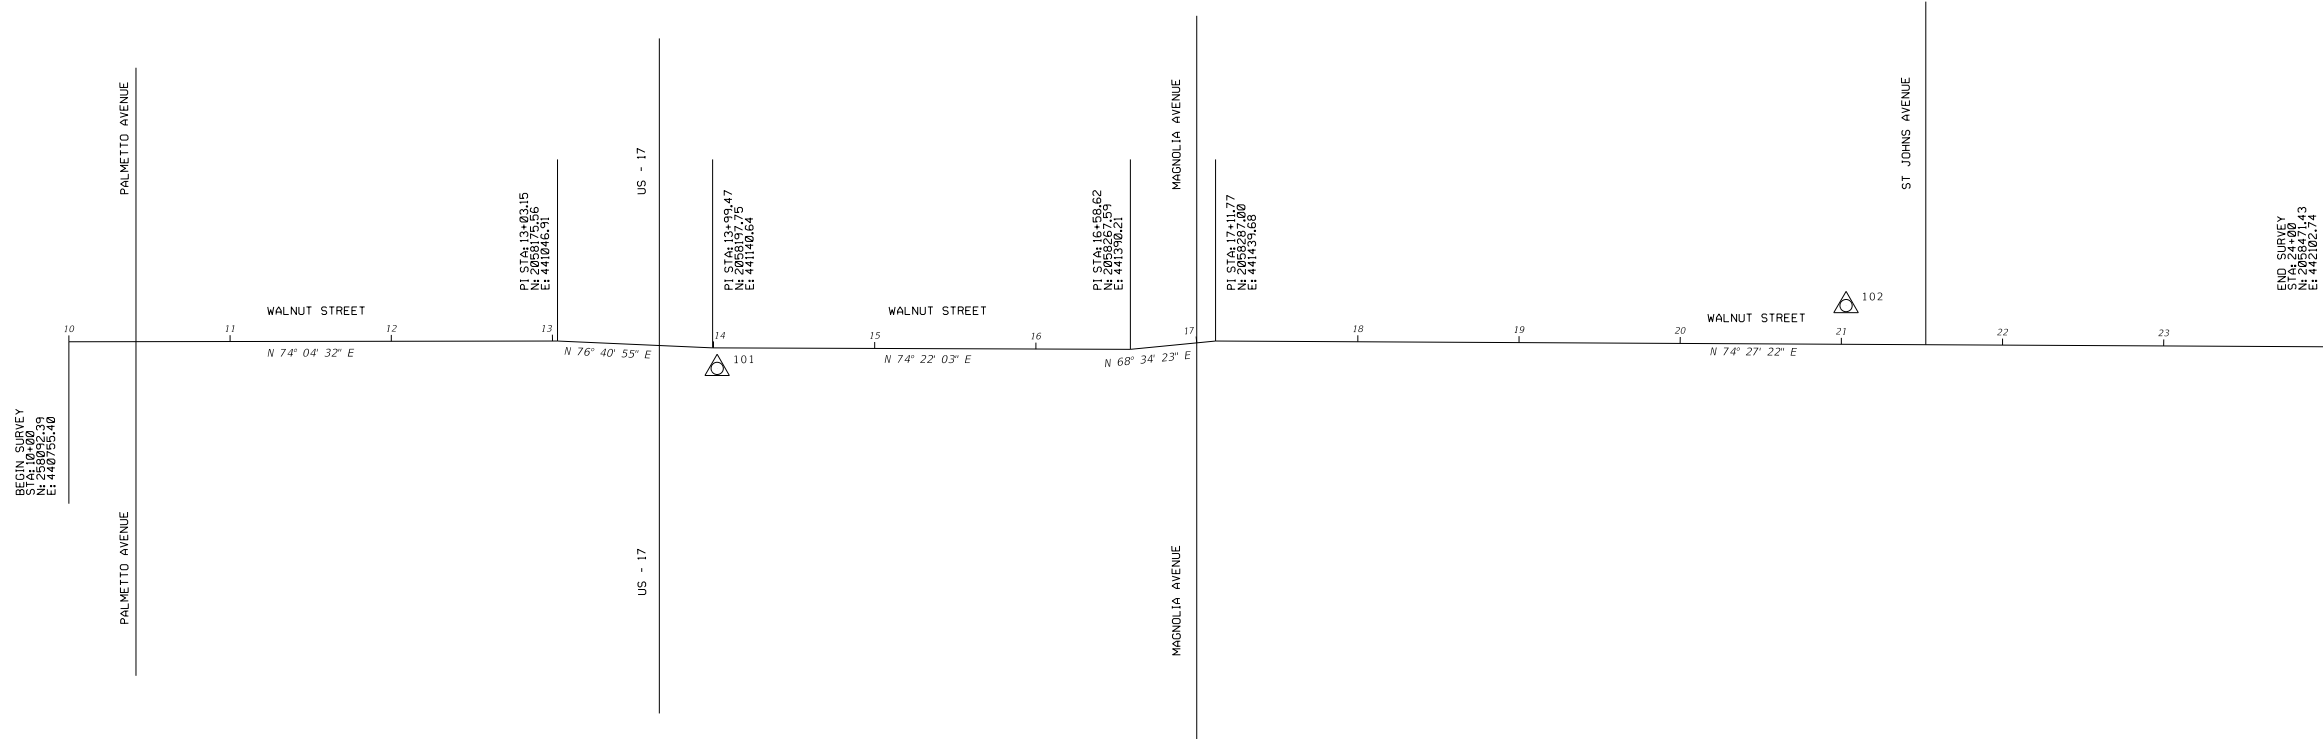 PALMETTO AVENUE
US - 17
MAGNOLIA AVENUE
ST JOHNS AVENUE
PI STA: 13+03.15
N: 2058175.56
E: 441046.91
PI STA: 13+99.47
N: 2058197.75
E: 441140.64
PI STA: 16+58.62
N: 2058267.59
E: 441390.21
PI STA: 17+11.77
N: 2058287.00
E: 441439.68
END SURVEY
STA: 24+00
N: 2058471.43
E: 442102.74
102
WALNUT STREET
WALNUT STREET
WALNUT STREET
10 11 12 13 14 15 16 17 18 19 20 21 22 23
N 74° 04' 32" E
N 76° 40' 55" E
N 74° 22' 03" E
N 68° 34' 23" E
N 74° 27' 22" E
101
BEGIN SURVEY
STA: 10+00
N: 258092.39
E: 440755.40
PALMETTO AVENUE
US - 17
MAGNOLIA AVENUE